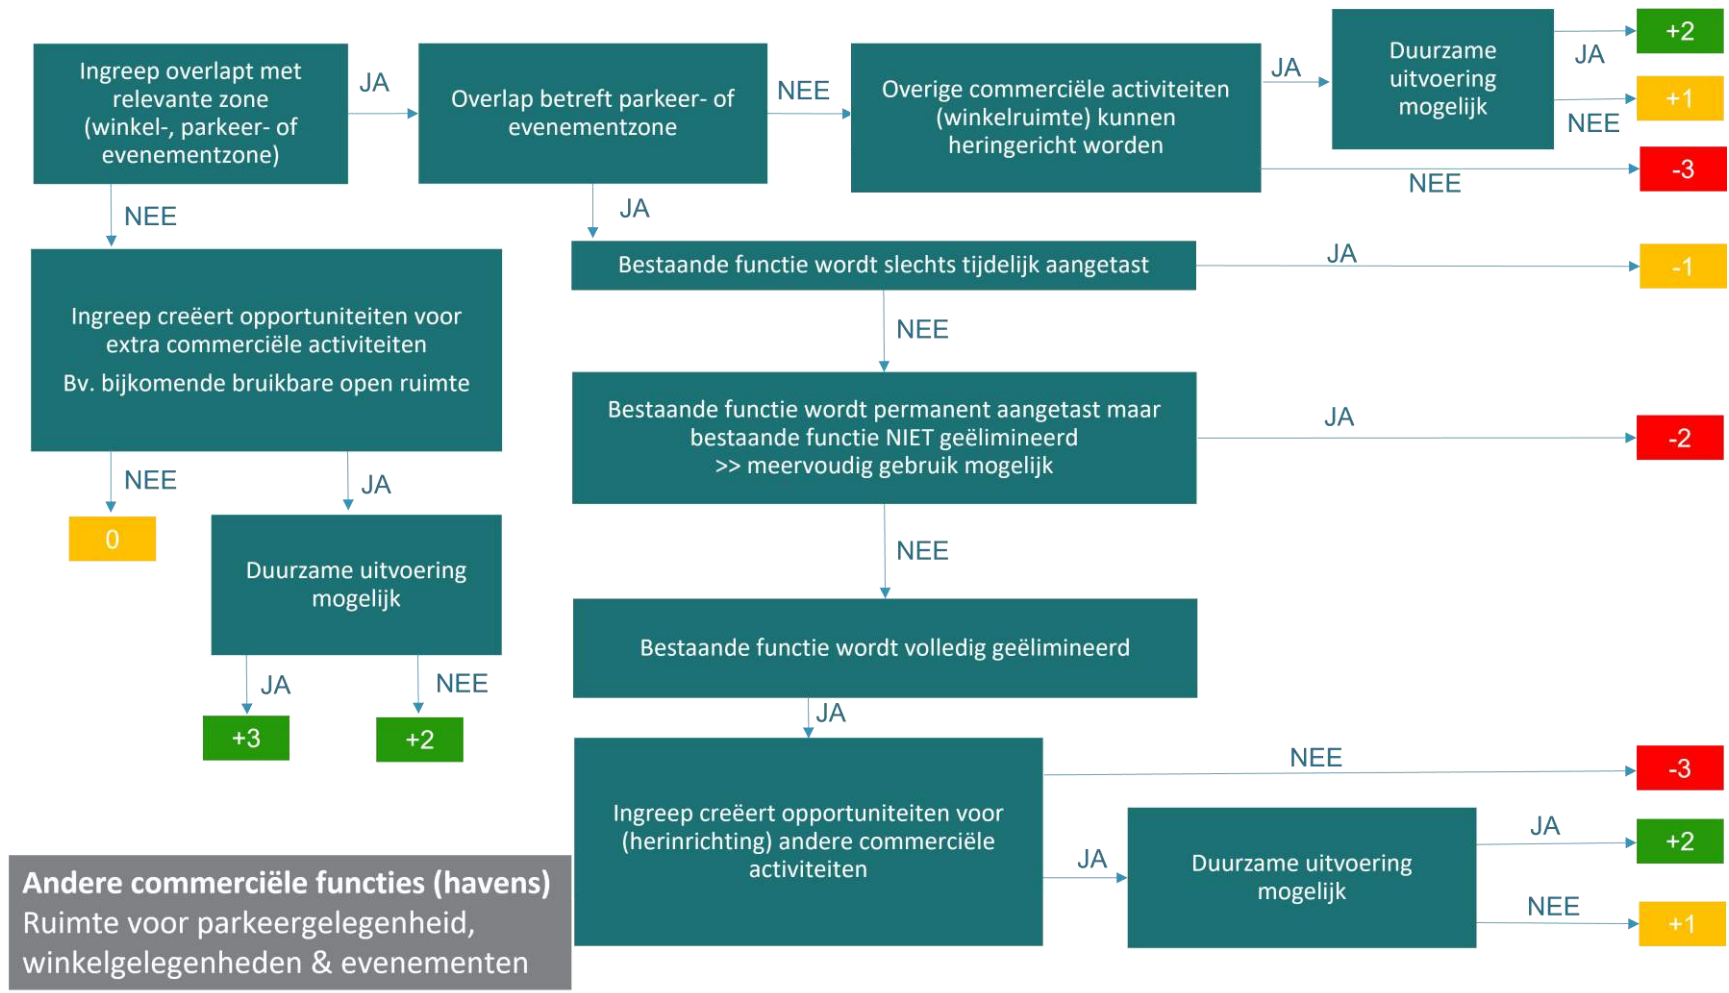 Ingreep overlapt met
relevante zone
(winkel-, parkeer- of
evenementzone)
JA
Overlap betreft parkeer- of
evenementzone
NEE
Overige commerciële activiteiten
(winkelruimte) kunnen
heringericht worden
JA
Duurzame
uitvoering
mogelijk
JA
+2
NEE
+1
NEE
-3
NEE
JA
Ingreep creëert opportuniteiten voor
extra commerciële activiteiten
Bv. bijkomende bruikbare open ruimte
Bestaande functie wordt slechts tijdelijk aangetast
JA
-1
NEE
Bestaande functie wordt permanent aangetast maar
bestaande functie NIET geëlimineerd
>> meervoudig gebruik mogelijk
JA
-2
NEE
0
JA
Duurzame uitvoering
mogelijk
JA
+3
NEE
+2
NEE
Bestaande functie wordt volledig geëlimineerd
JA
Ingreep creëert opportuniteiten voor
(herinrichting) andere commerciële
activiteiten
NEE
-3
JA
Duurzame uitvoering
mogelijk
JA
+2
NEE
+1
Andere commerciële functies (havens)
Ruimte voor parkeergelegenheid,
winkelgelegenheden & evenementen